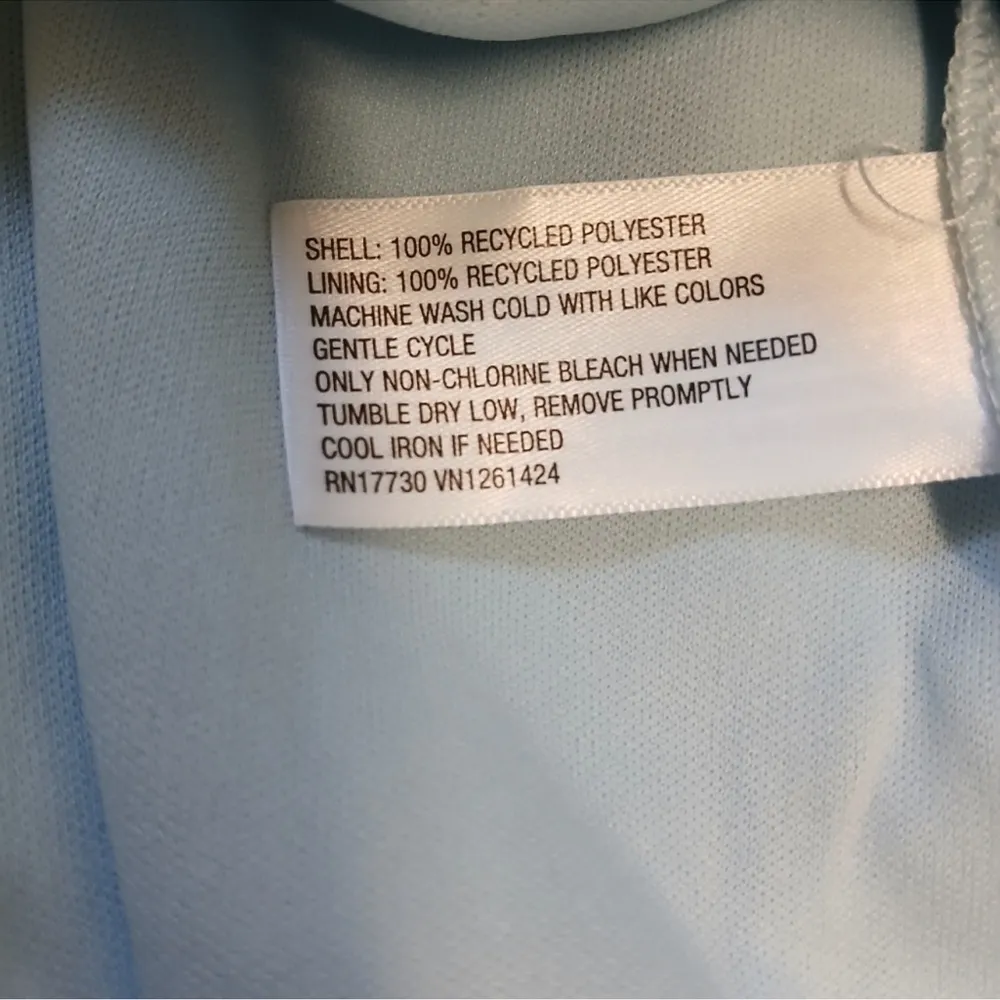 SHELL: 100% RECYCLED POLYESTER
LINING: 100% RECYCLED POLYESTER
MACHINE WASH COLD WITH LIKE COLORS
GENTLE CYCLE
ONLY NON-CHLORINE BLEACH WHEN NEEDED
TUMBLE DRY LOW, REMOVE PROMPTLY
COOL IRON IF NEEDED
RN17730 VN1261424